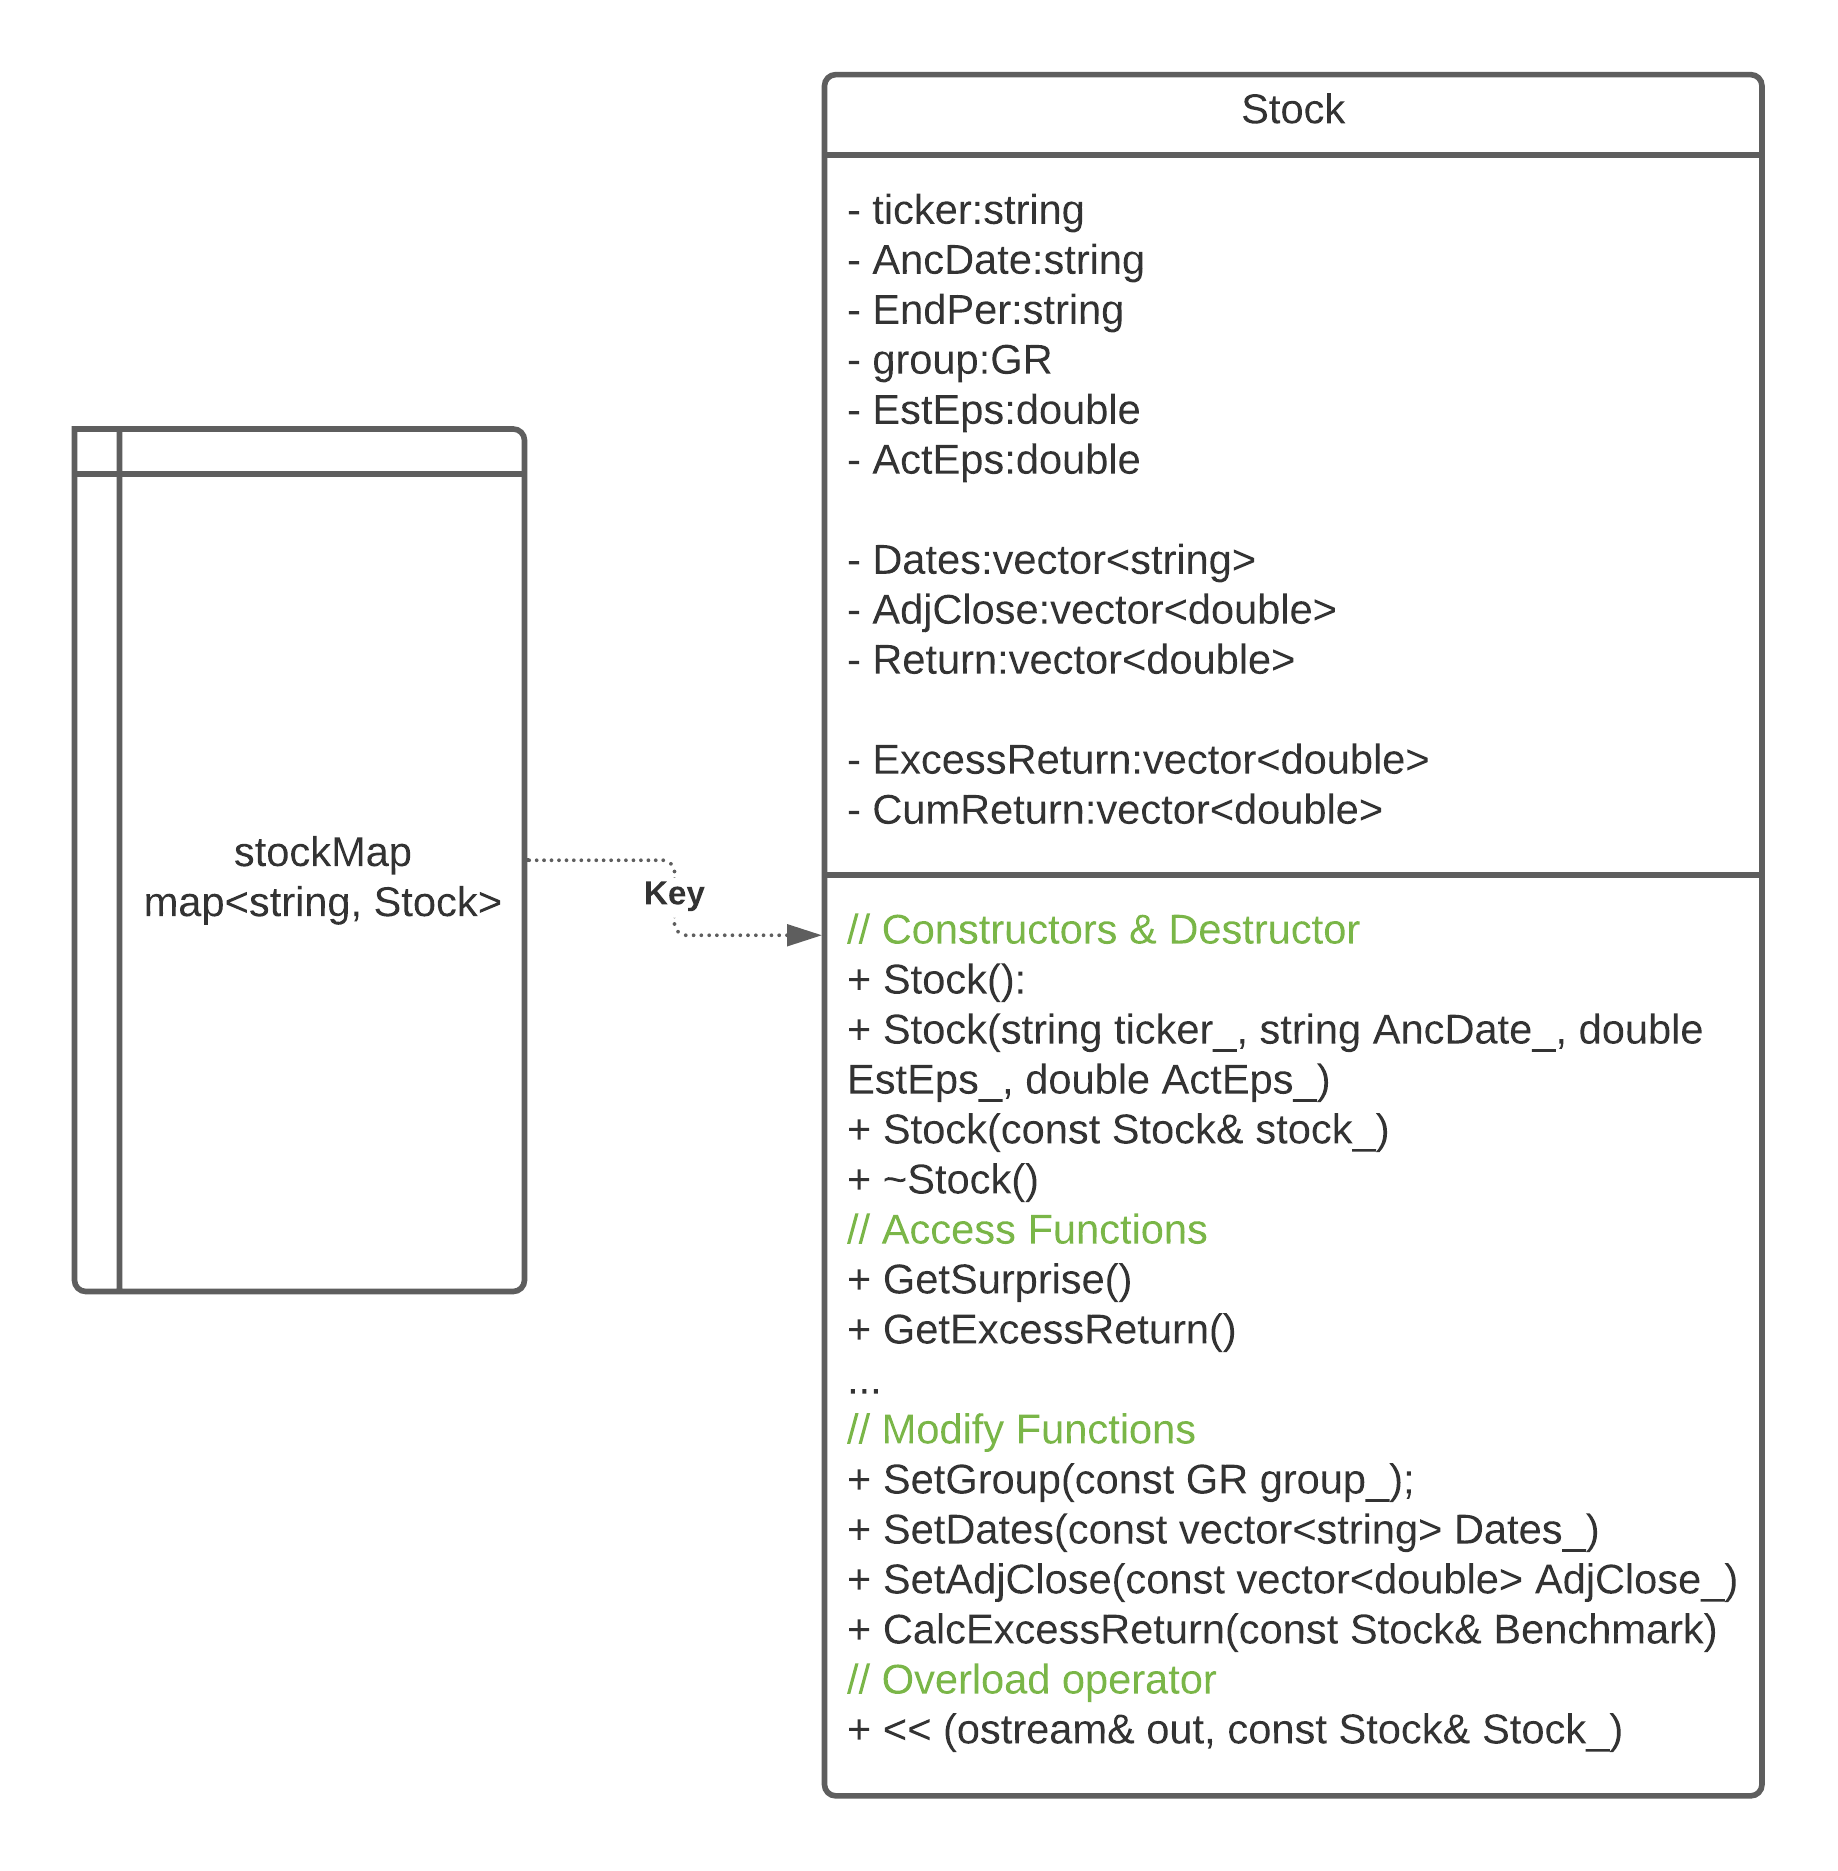 stockMap
map<string, Stock>
Key
Stock
- ticker:string
- AncDate:string
- EndPer:string
- group:GR
- EstEps:double
- ActEps:double
- Dates:vector<string>
- AdjClose:vector<double>
- Return:vector<double>
- ExcessReturn:vector<double>
- CumReturn:vector<double>
// Constructors & Destructor
+ Stock():
+ Stock(string ticker_, string AncDate_, double
EstEps_, double ActEps_)
+ Stock(const Stock& stock_)
+ ~Stock()
// Access Functions
+ GetSurprise()
+ GetExcessReturn()
...
// Modify Functions
+ SetGroup(const GR group_);
+ SetDates(const vector<string> Dates_)
+ SetAdjClose(const vector<double> AdjClose_)
+ CalcExcessReturn(const Stock& Benchmark)
// Overload operator
+ << (ostream& out, const Stock& Stock_)